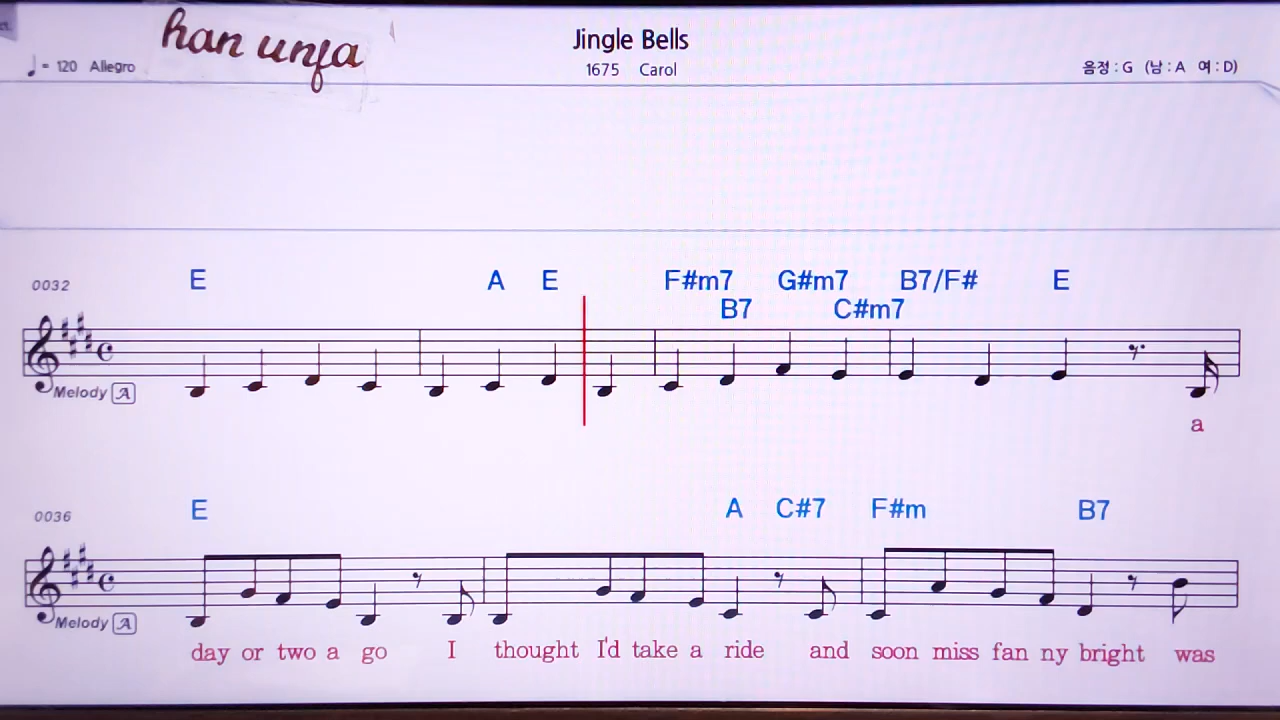 han unfa
Jingle Bells
♩= 120 Allegro
1675 Carol
음정 : G (남 : A 여 : D)
0032 E A E F#m7 G#m7 B7/F# E
B7 C#m7
Melody A
a
0036 E A C#7 F#m B7
Melody A
day or two a go I thought I'd take a ride and soon miss fan ny bright was